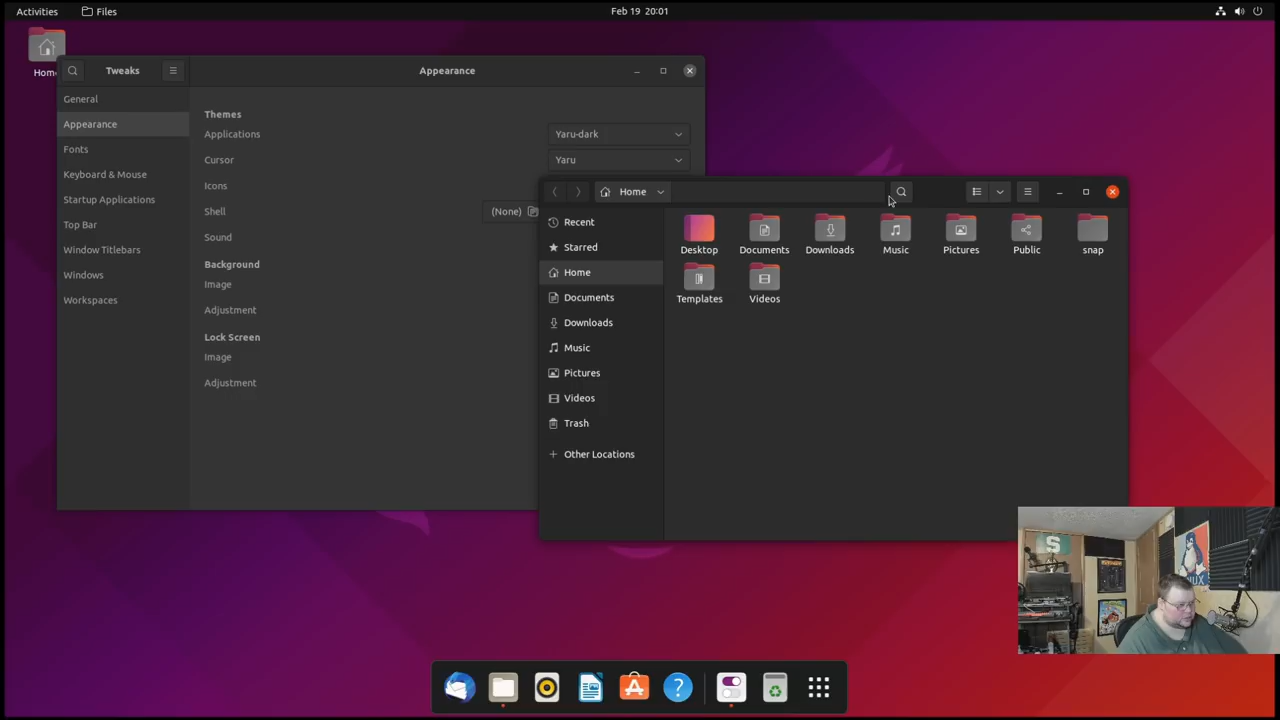 Activities
Files
Feb 19 20:01
Home
Tweaks
Appearance
General
Appearance
Fonts
Keyboard & Mouse
Startup Applications
Top Bar
Window Titlebars
Windows
Workspaces
Themes
Applications
Yaru-dark
Cursor
Yaru
Icons
Shell
(None)
Sound
Background
Image
Adjustment
Lock Screen
Image
Adjustment
Home
Recent
Starred
Home
Documents
Downloads
Music
Pictures
Videos
Trash
Other Locations
Desktop
Documents
Downloads
Music
Pictures
Public
snap
Templates
Videos
S